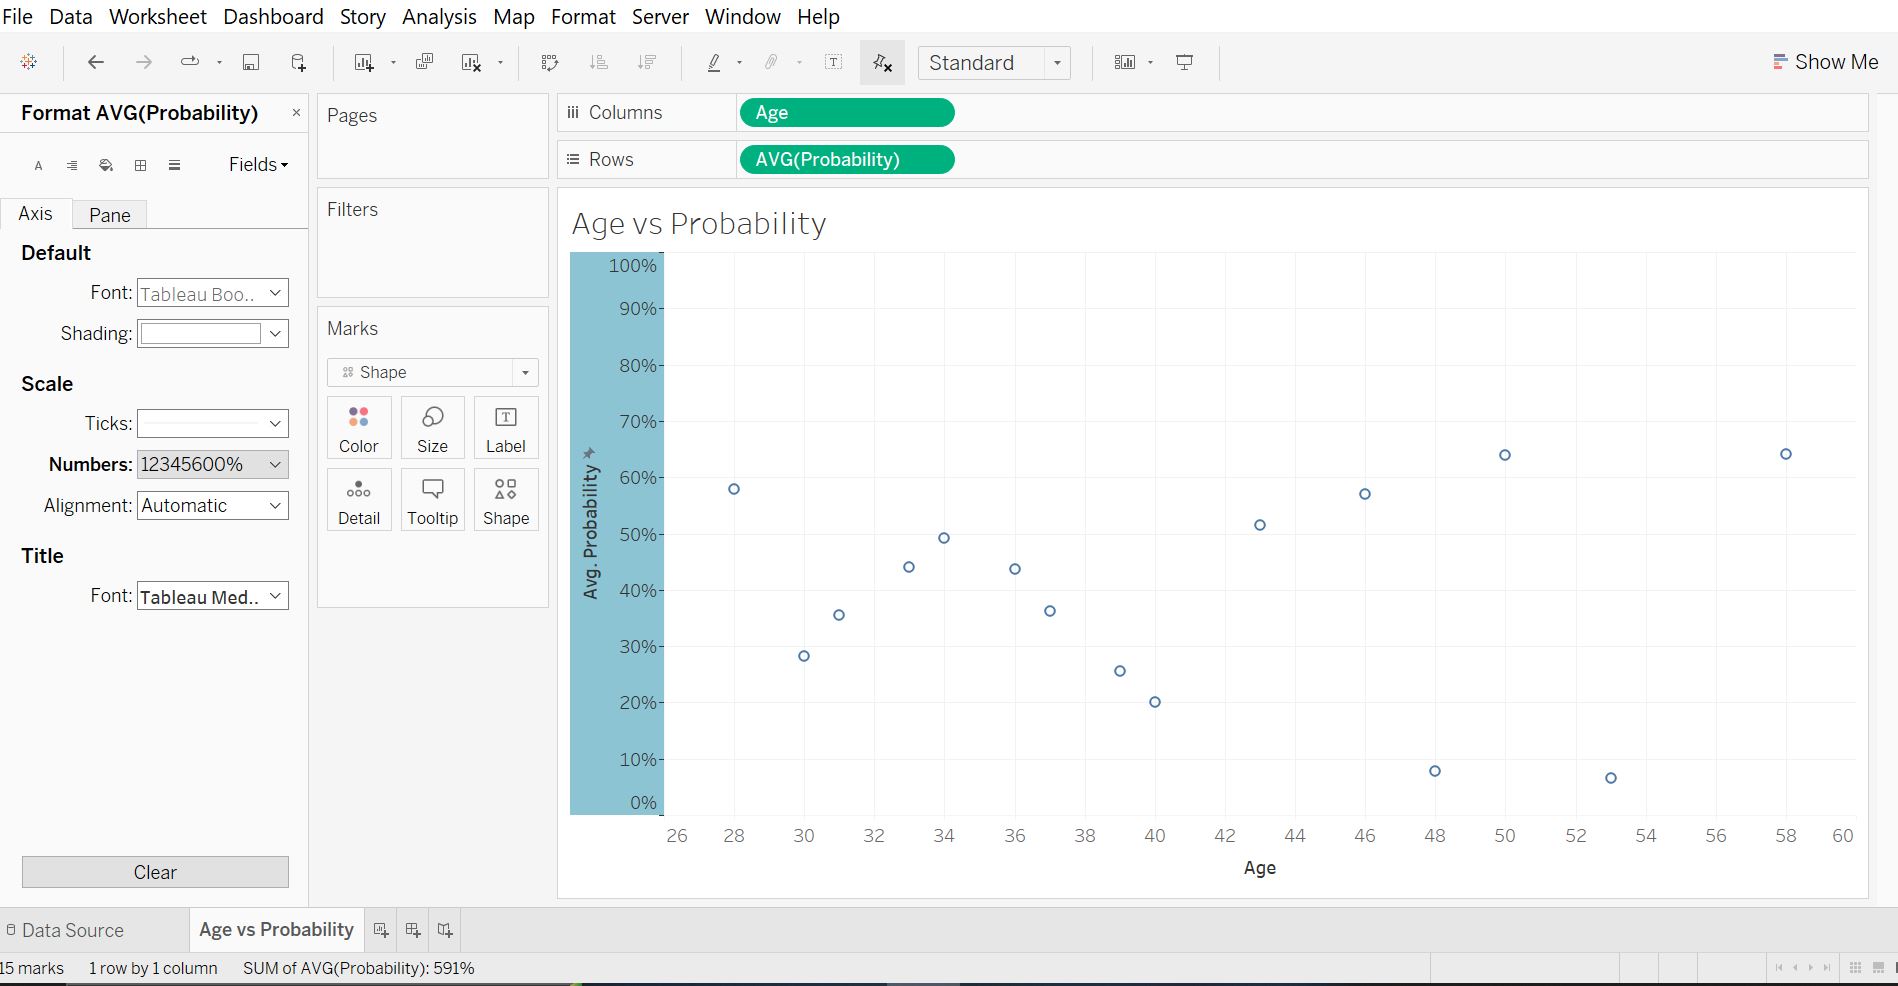 File Data Worksheet Dashboard Story Analysis Map Format Server Window Help
Standard
Show Me
Format AVG(Probability)
Fields
Axis Pane
Default
Font: Tableau Boo..
Shading:
Scale
Ticks:
Numbers: 12345600%
Alignment: Automatic
Title
Font: Tableau Med..
Clear
Pages
Filters
Marks
Shape
Color Size Label
Detail Tooltip Shape
Columns Age
Rows AVG(Probability)
Age vs Probability
100%
90%
80%
70%
60%
50%
40%
30%
20%
10%
0%
Avg. Probability
26 28 30 32 34 36 38 40 42 44 46 48 50 52 54 56 58 60
Age
Data Source Age vs Probability
15 marks 1 row by 1 column SUM of AVG(Probability): 591%